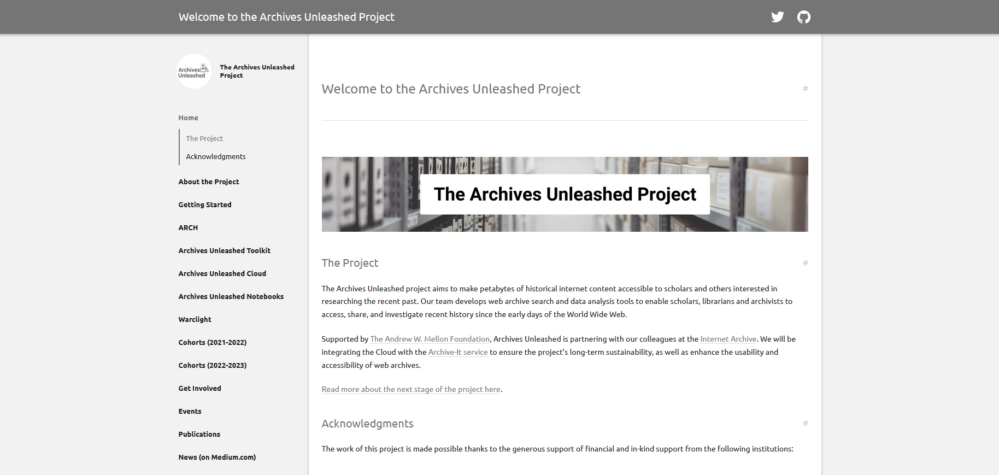 Welcome to the Archives Unleashed Project
Archives
Unleashed
The Archives Unleashed
Project
Home
The Project
Acknowledgments
About the Project
Getting Started
ARCH
Archives Unleashed Toolkit
Archives Unleashed Cloud
Archives Unleashed Notebooks
Warclight
Cohorts (2021-2022)
Cohorts (2022-2023)
Get Involved
Events
Publications
News (on Medium.com)
Welcome to the Archives Unleashed Project #
The Archives Unleashed Project
The Project #
The Archives Unleashed project aims to make petabytes of historical internet content accessible to scholars and others interested in
researching the recent past. Our team develops web archive search and data analysis tools to enable scholars, librarians and archivists to
access, share, and investigate recent history since the early days of the World Wide Web.
Supported by The Andrew W. Mellon Foundation, Archives Unleashed is partnering with our colleagues at the Internet Archive. We will be
integrating the Cloud with the Archive-It service to ensure the project’s long-term sustainability, as well as enhance the usability and
accessibility of web archives.
Read more about the next stage of the project here.
Acknowledgments #
The work of this project is made possible thanks to the generous support of financial and in-kind support from the following institutions: